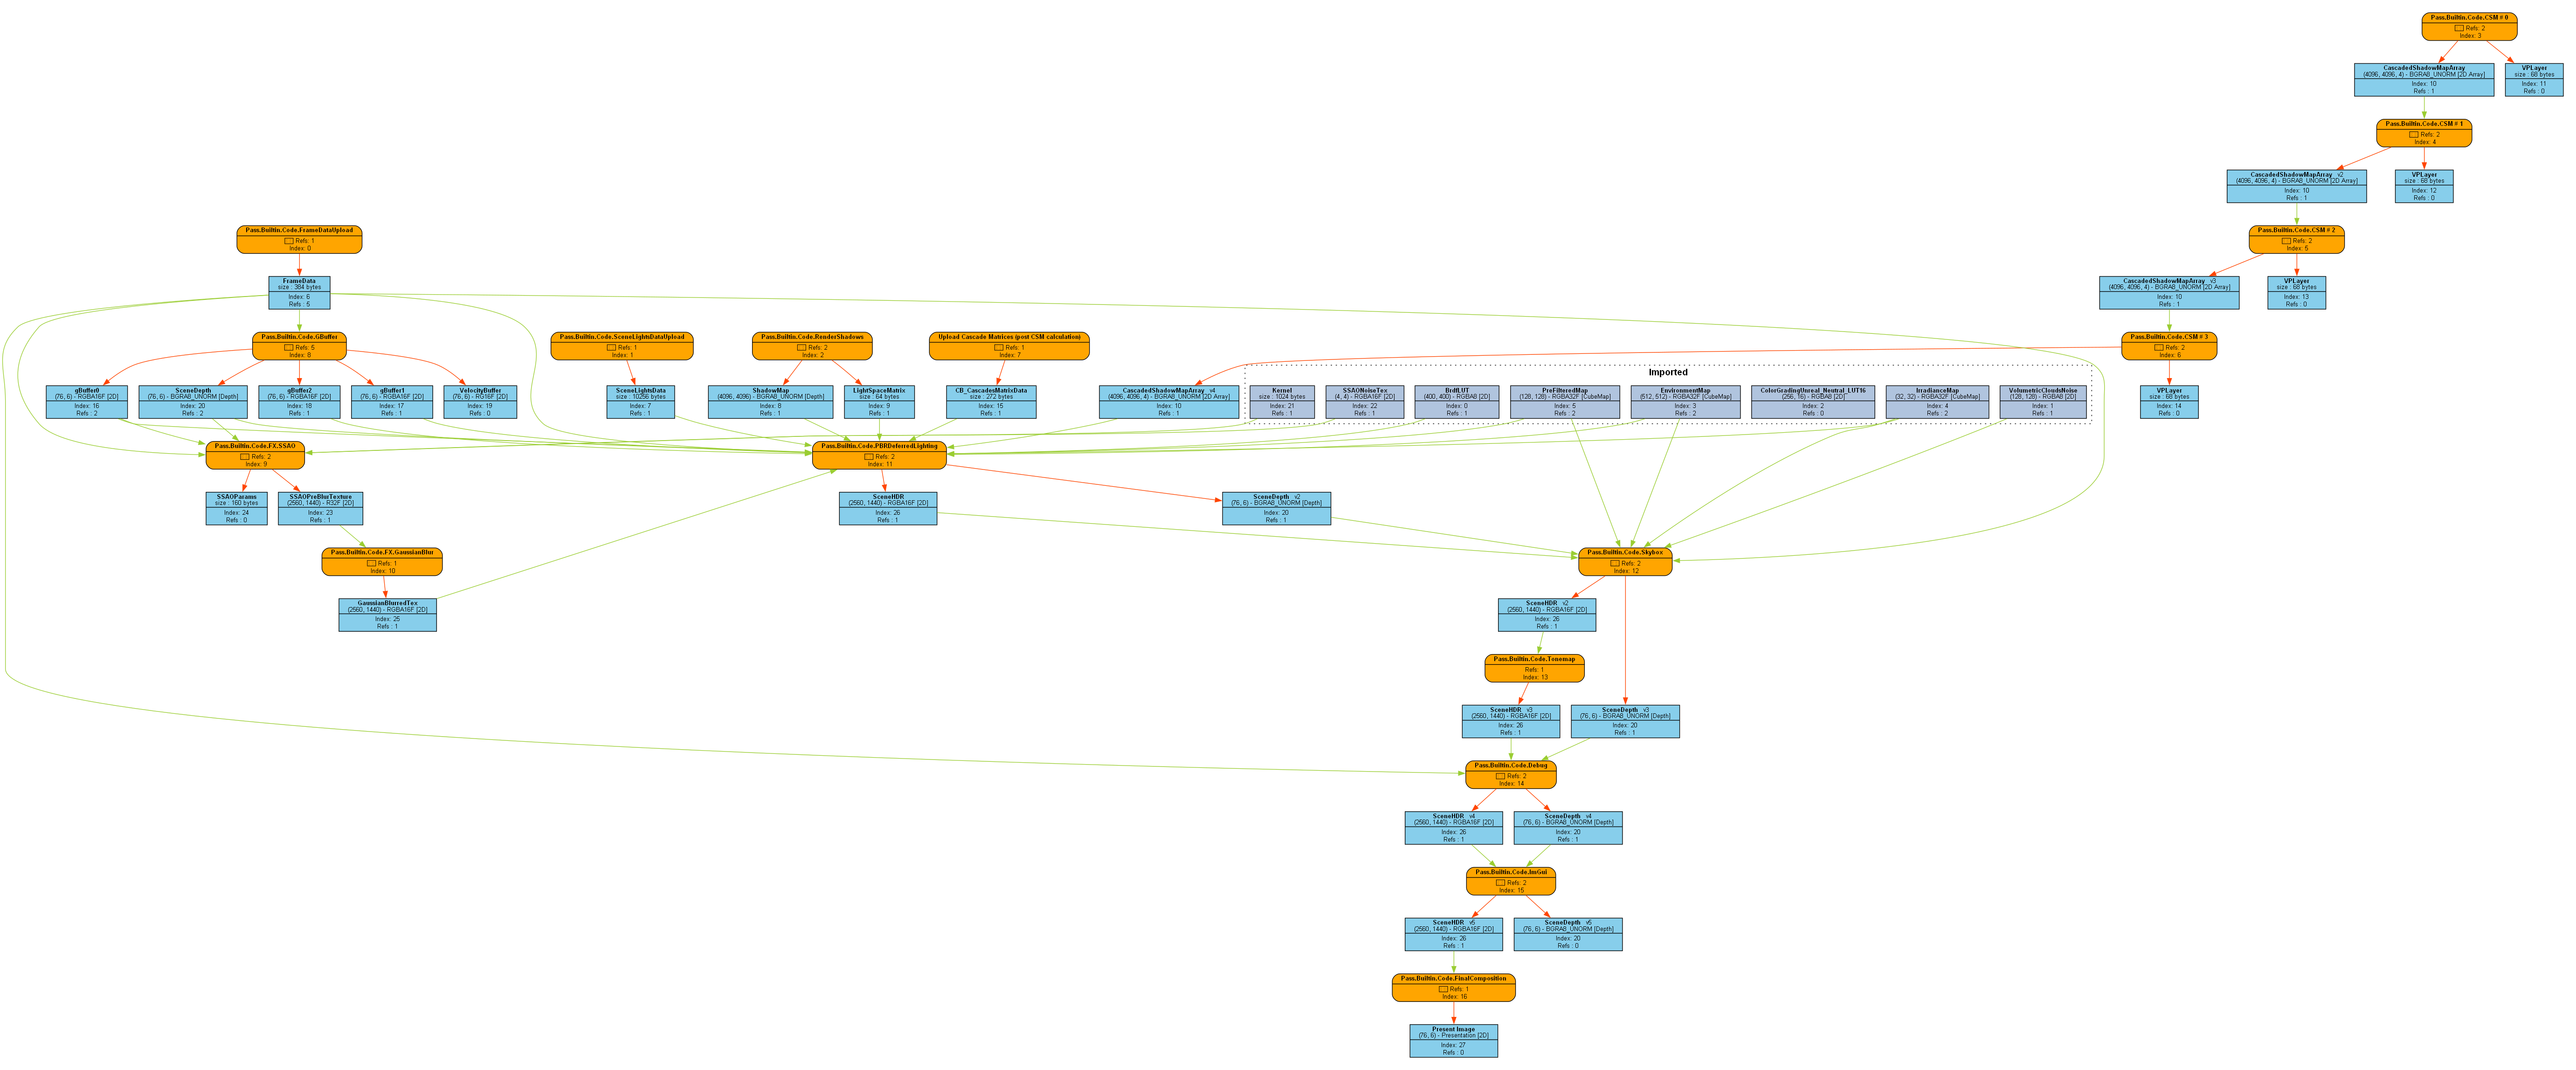 Pass.Builtin.Code.CSM # 0
Refs: 2
Index: 3
CascadedShadowMapArray
(4096, 4096, 4) - BGRA8_UNORM [2D Array]
Index: 10
Refs : 1
VPLayer
size : 68 bytes
Index: 11
Refs : 0
Pass.Builtin.Code.CSM # 1
Refs: 2
Index: 4
CascadedShadowMapArray v2
(4096, 4096, 4) - BGRA8_UNORM [2D Array]
Index: 10
Refs : 1
VPLayer
size : 68 bytes
Index: 12
Refs : 0
Pass.Builtin.Code.FrameDataUpload
Refs: 1
Index: 0
Pass.Builtin.Code.CSM # 2
Refs: 2
Index: 5
FrameData
size : 384 bytes
Index: 6
Refs : 5
CascadedShadowMapArray v3
(4096, 4096, 4) - BGRA8_UNORM [2D Array]
Index: 10
Refs : 1
VPLayer
size : 68 bytes
Index: 13
Refs : 0
Pass.Builtin.Code.GBuffer
Refs: 5
Index: 8
Pass.Builtin.Code.SceneLightsDataUpload
Refs: 1
Index: 1
Pass.Builtin.Code.RenderShadows
Refs: 2
Index: 2
Upload Cascade Matrices (post CSM calculation)
Refs: 1
Index: 7
Pass.Builtin.Code.CSM # 3
Refs: 2
Index: 6
Imported
gBuffer0
(76, 6) - RGBA16F [2D]
Index: 16
Refs : 2
SceneDepth
(76, 6) - BGRA8_UNORM [Depth]
Index: 20
Refs : 2
gBuffer2
(76, 6) - RGBA16F [2D]
Index: 18
Refs : 1
gBuffer1
(76, 6) - RGBA16F [2D]
Index: 17
Refs : 1
VelocityBuffer
(76, 6) - RG16F [2D]
Index: 19
Refs : 0
SceneLightsData
size : 10256 bytes
Index: 7
Refs : 1
ShadowMap
(4096, 4096) - BGRA8_UNORM [Depth]
Index: 8
Refs : 1
LightSpaceMatrix
size : 64 bytes
Index: 9
Refs : 1
CB_CascadesMatrixData
size : 272 bytes
Index: 15
Refs : 1
CascadedShadowMapArray v4
(4096, 4096, 4) - BGRA8_UNORM [2D Array]
Index: 10
Refs : 1
Kernel
size : 1024 bytes
Index: 21
Refs : 1
SSAONoiseTex
(4, 4) - RGBA16F [2D]
Index: 22
Refs : 1
BrdfLUT
(400, 400) - RGBA8 [2D]
Index: 0
Refs : 1
PreFilteredMap
(128, 128) - RGBA32F [CubeMap]
Index: 5
Refs : 2
EnvironmentMap
(512, 512) - RGBA32F [CubeMap]
Index: 3
Refs : 2
ColorGradingUnreal_Neutral_LUT16
(256, 16) - RGBA8 [2D]
Index: 2
Refs : 0
IrradianceMap
(32, 32) - RGBA32F [CubeMap]
Index: 4
Refs : 2
VolumetricCloudsNoise
(128, 128) - RGBA8 [2D]
Index: 1
Refs : 1
VPLayer
size : 68 bytes
Index: 14
Refs : 0
Pass.Builtin.Code.FX.SSAO
Refs: 2
Index: 9
Pass.Builtin.Code.PBRDeferredLighting
Refs: 2
Index: 11
SSAOParams
size : 160 bytes
Index: 24
Refs : 0
SSAOPreBlurTexture
(2560, 1440) - R32F [2D]
Index: 23
Refs : 1
SceneHDR
(2560, 1440) - RGBA16F [2D]
Index: 26
Refs : 1
SceneDepth v2
(76, 6) - BGRA8_UNORM [Depth]
Index: 20
Refs : 1
Pass.Builtin.Code.FX.GaussianBlur
Refs: 1
Index: 10
Pass.Builtin.Code.Skybox
Refs: 2
Index: 12
GaussianBlurredTex
(2560, 1440) - RGBA16F [2D]
Index: 25
Refs : 1
SceneHDR v2
(2560, 1440) - RGBA16F [2D]
Index: 26
Refs : 1
Pass.Builtin.Code.Tonemap
Refs: 1
Index: 13
SceneHDR v3
(2560, 1440) - RGBA16F [2D]
Index: 26
Refs : 1
SceneDepth v3
(76, 6) - BGRA8_UNORM [Depth]
Index: 20
Refs : 1
Pass.Builtin.Code.Debug
Refs: 2
Index: 14
SceneHDR v4
(2560, 1440) - RGBA16F [2D]
Index: 26
Refs : 1
SceneDepth v4
(76, 6) - BGRA8_UNORM [Depth]
Index: 20
Refs : 1
Pass.Builtin.Code.ImGui
Refs: 2
Index: 15
SceneHDR v5
(2560, 1440) - RGBA16F [2D]
Index: 26
Refs : 1
SceneDepth v5
(76, 6) - BGRA8_UNORM [Depth]
Index: 20
Refs : 0
Pass.Builtin.Code.FinalComposition
Refs: 1
Index: 16
Present Image
(76, 6) - Presentation [2D]
Index: 27
Refs : 0